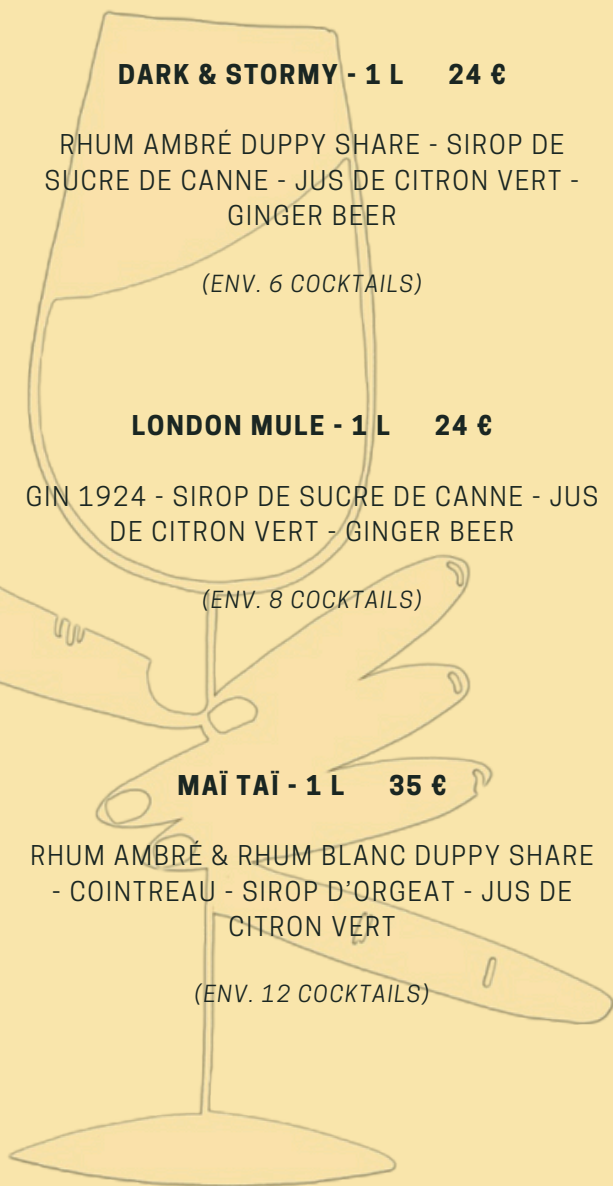 DARK & STORMY - 1 L 24 €
RHUM AMBRÉ DUPPY SHARE - SIROP DE
SUCRE DE CANNE - JUS DE CITRON VERT -
GINGER BEER
(ENV. 6 COCKTAILS)
LONDON MULE - 1 L 24 €
GIN 1924 - SIROP DE SUCRE DE CANNE - JUS
DE CITRON VERT - GINGER BEER
(ENV. 8 COCKTAILS)
MAÏ TAÏ - 1 L 35 €
RHUM AMBRÉ & RHUM BLANC DUPPY SHARE
- COINTREAU - SIROP D'ORGEAT - JUS DE
CITRON VERT
(ENV. 12 COCKTAILS)